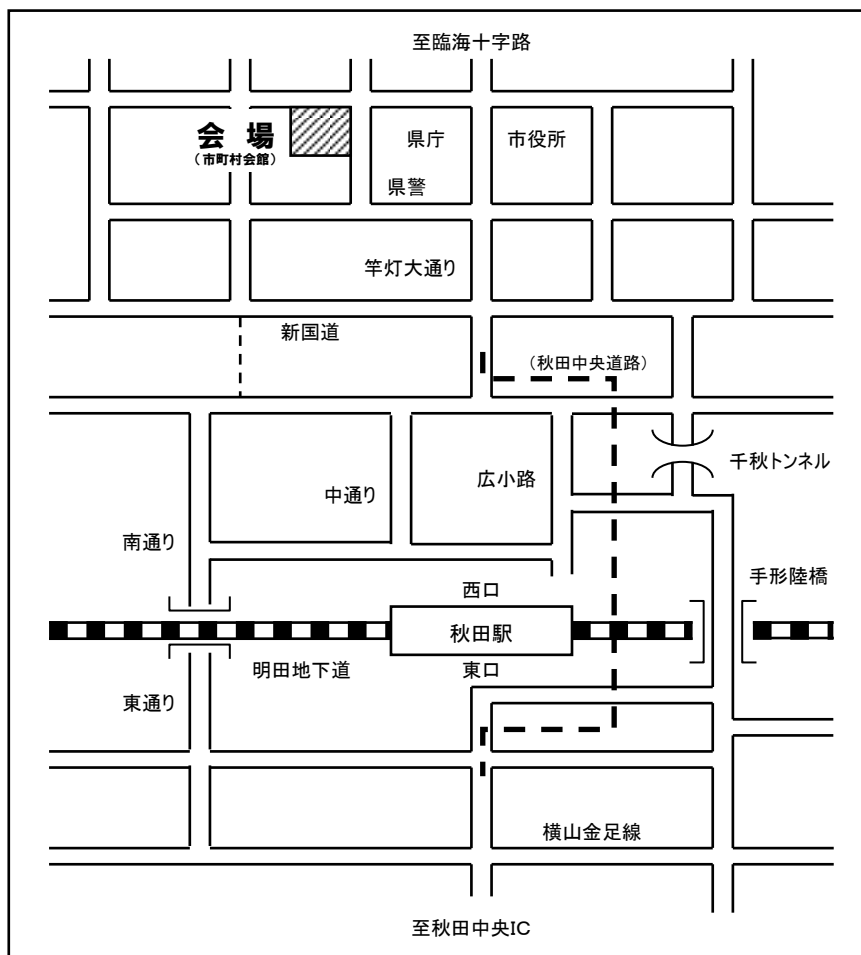 至臨海十字路
会場
（市町村会館）
県庁
市役所
県警
竿灯大通り
新国道
（秋田中央道路）
千秋トンネル
広小路
中通り
南通り
手形陸橋
西口
秋田駅
明田地下道
東口
東通り
横山金足線
至秋田中央IC